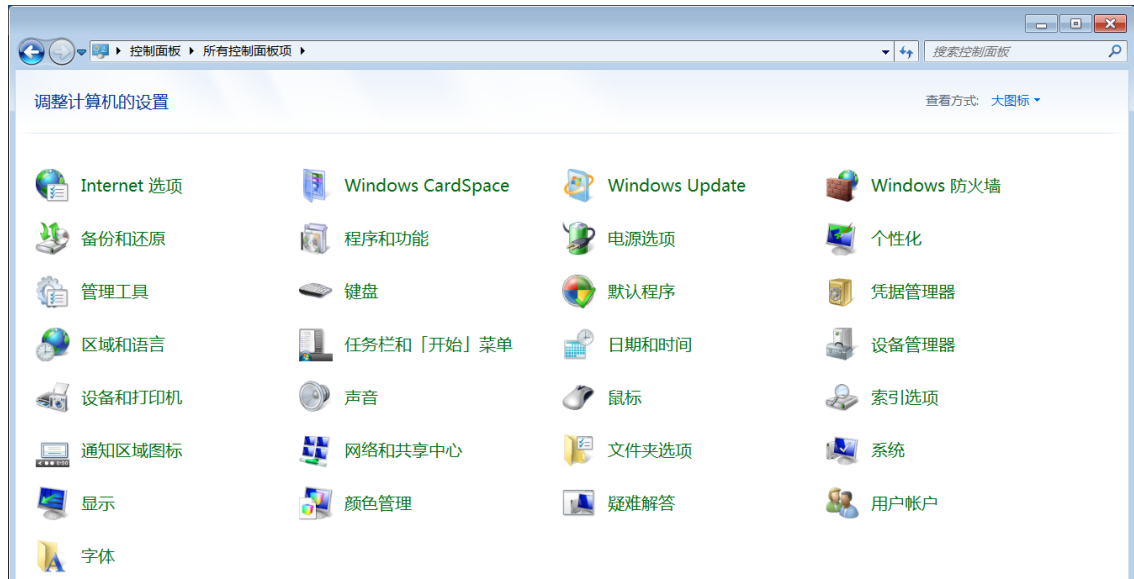 控制面板 ▸ 所有控制面板项 ▸ 搜索控制面板
调整计算机的设置 查看方式: 大图标
Internet 选项 Windows CardSpace Windows Update Windows 防火墙
备份和还原 程序和功能 电源选项 个性化
管理工具 键盘 默认程序 凭据管理器
区域和语言 任务栏和「开始」菜单 日期和时间 设备管理器
设备和打印机 声音 鼠标 索引选项
通知区域图标 网络和共享中心 文件夹选项 系统
显示 颜色管理 疑难解答 用户帐户
字体